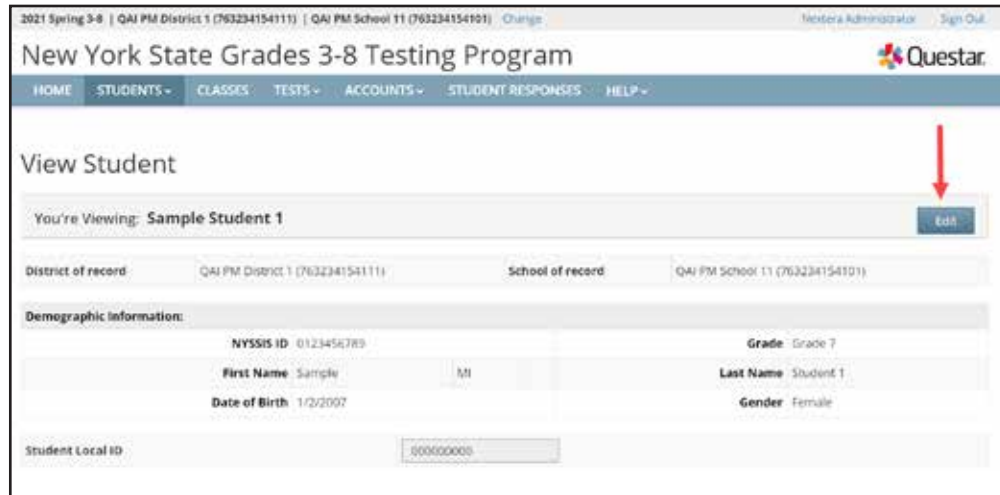 2021 Spring 3-8 | QAI PM District 1 (763234154111) | QAI PM School 11 (763234154101) Change Nextera Administrator Sign Out
New York State Grades 3-8 Testing Program Questar
HOME STUDENTS CLASSES TESTS ACCOUNTS STUDENT RESPONSES HELP
View Student
You're Viewing: Sample Student 1 Edit
District of record QAI PM District 1 (763234154111) School of record QAI PM School 11 (763234154101)
Demographic Information:
NYSSIS ID 0123456789 Grade Grade 7
First Name Sample MI Last Name Student 1
Date of Birth 1/2/2007 Gender Female
Student Local ID 000000000